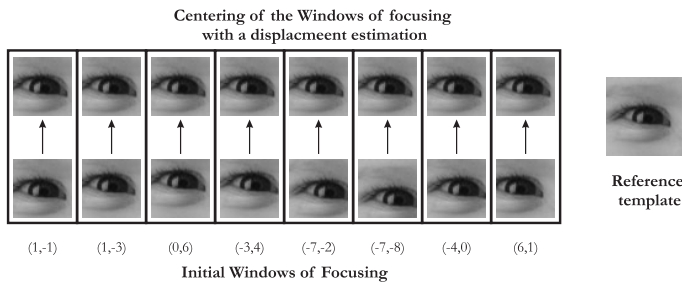 Centering of the Windows of focusing
with a displacmeent estimation
(1,-1) (1,-3) (0,6) (-3,4) (-7,-2) (-7,-8) (-4,0) (6,1)
Initial Windows of Focusing
Reference
template